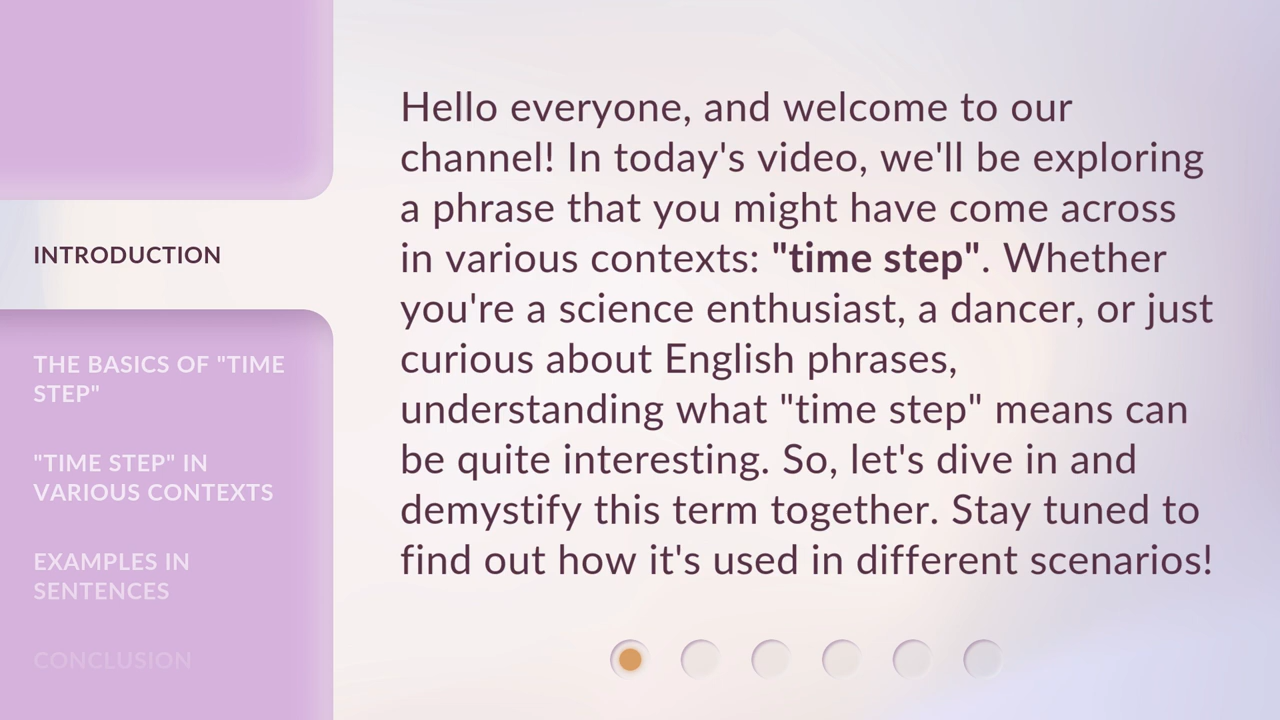 INTRODUCTION
THE BASICS OF "TIME
STEP"
"TIME STEP" IN
VARIOUS CONTEXTS
EXAMPLES IN
SENTENCES
CONCLUSION
Hello everyone, and welcome to our
channel! In today's video, we'll be exploring
a phrase that you might have come across
in various contexts: "time step". Whether
you're a science enthusiast, a dancer, or just
curious about English phrases,
understanding what "time step" means can
be quite interesting. So, let's dive in and
demystify this term together. Stay tuned to
find out how it's used in different scenarios!